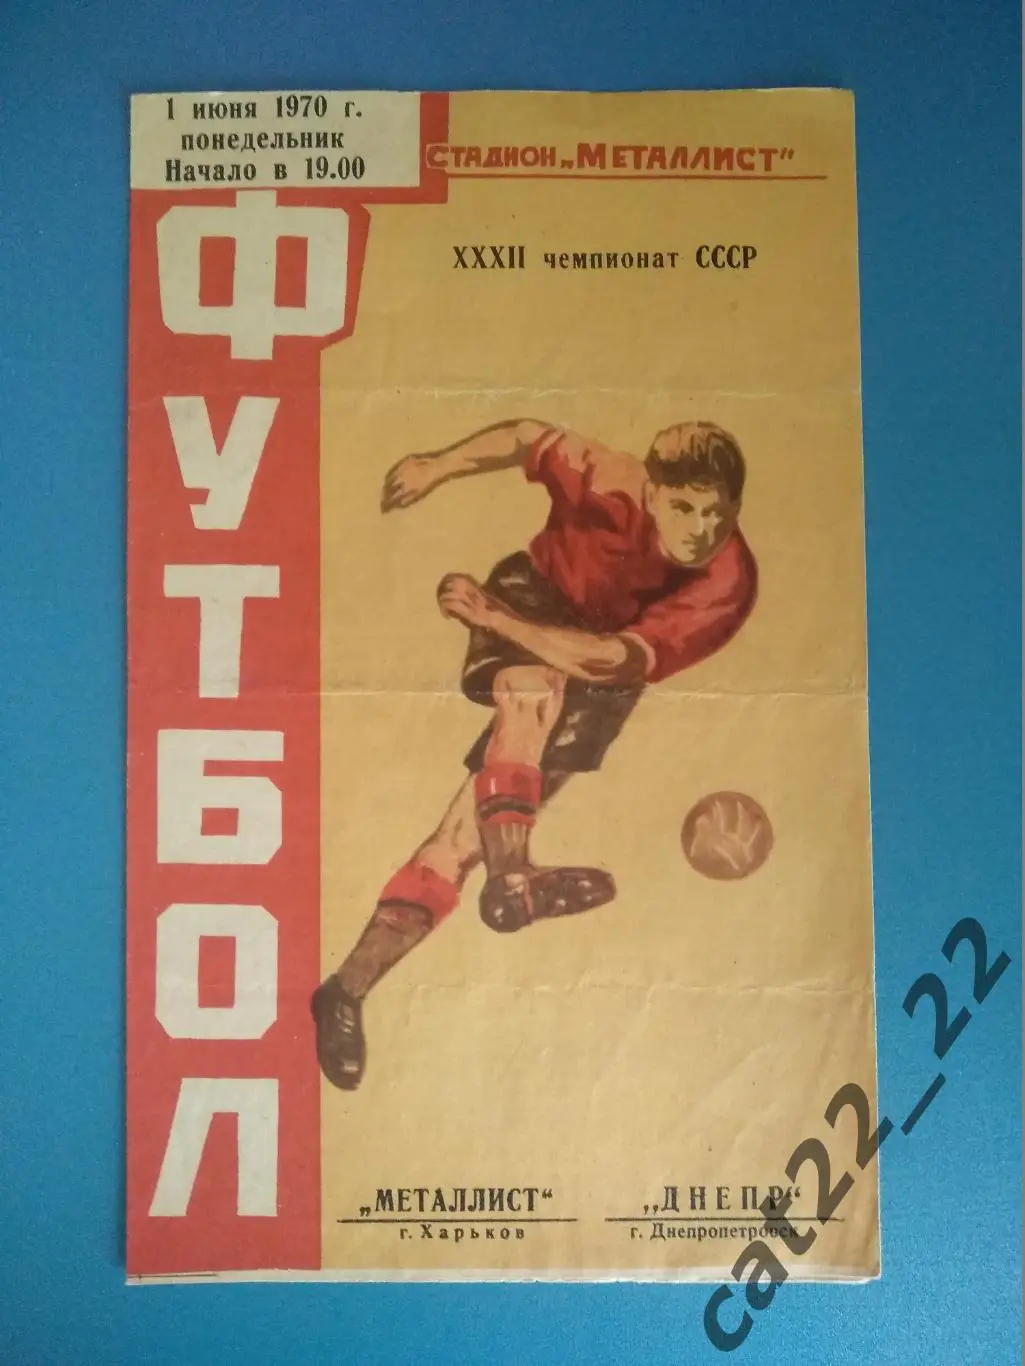 1 июня 1970 г.
понедельник
Начало в 19.00
СТАДИОН „МЕТАЛЛИСТ"
XXXII чемпионат СССР
ФУТБОЛ
„МЕТАЛЛИСТ"
г. Харьков
„ДНЕПР"
г. Днепропетровск
cat22_22